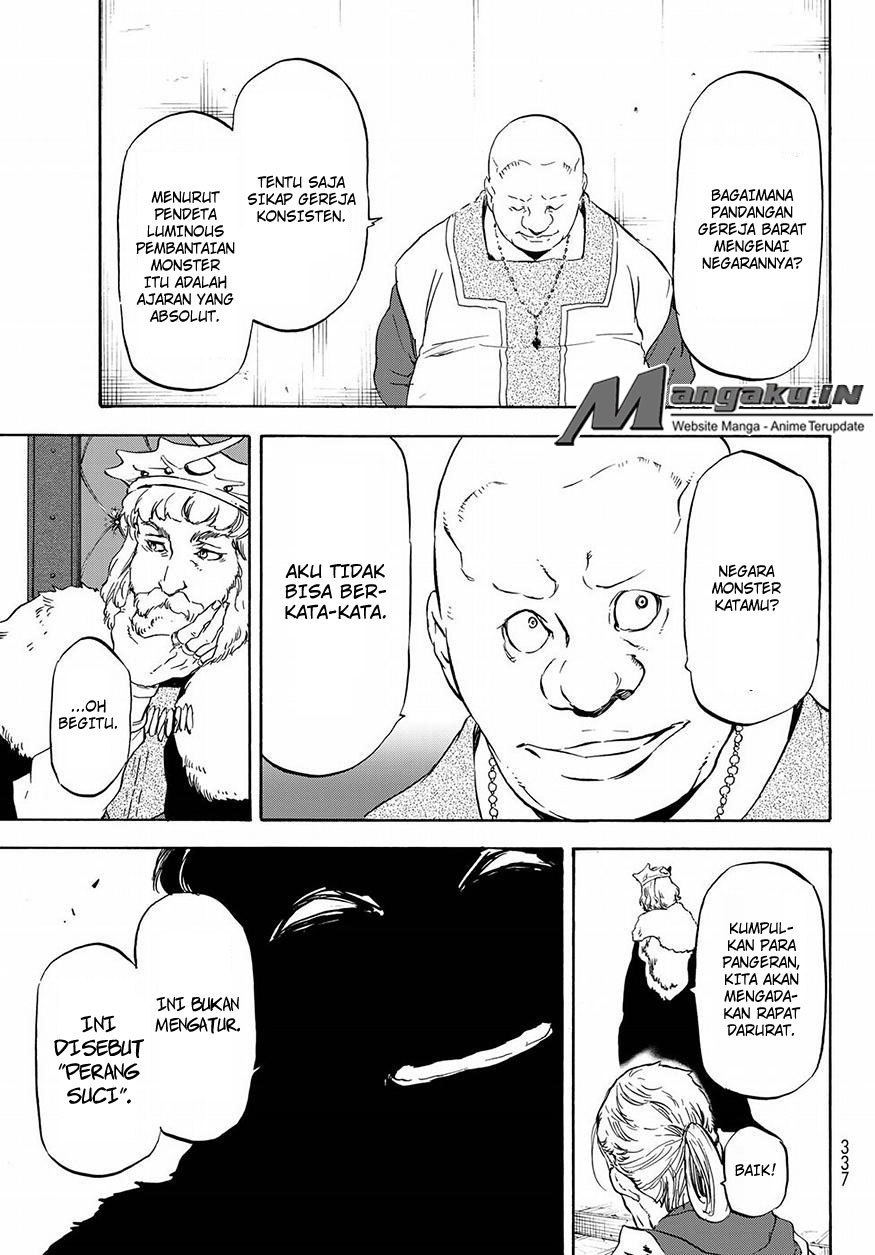 BAGAIMANA
PANDANGAN
GEREJA BARAT
MENGENAI
NEGARANNYA?
TENTU SAJA
SIKAP GEREJA
KONSISTEN.
MENURUT
PENDETA
LUMINOUS
PEMBANTAIAN
MONSTER
ITU ADALAH
AJARAN YANG
ABSOLUT.
Mangaku.in
Website Manga - Anime Terupdate
NEGARA
MONSTER
KATAMU?
AKU TIDAK
BISA BER-
KATA-KATA.
...OH
BEGITU.
KUMPUL-
KAN PARA
PANGERAN,
KITA AKAN
MENGADA-
KAN RAPAT
DARURAT.
BAIK!
INI BUKAN
MENGATUR.
INI
DISEBUT
"PERANG
SUCI".
337